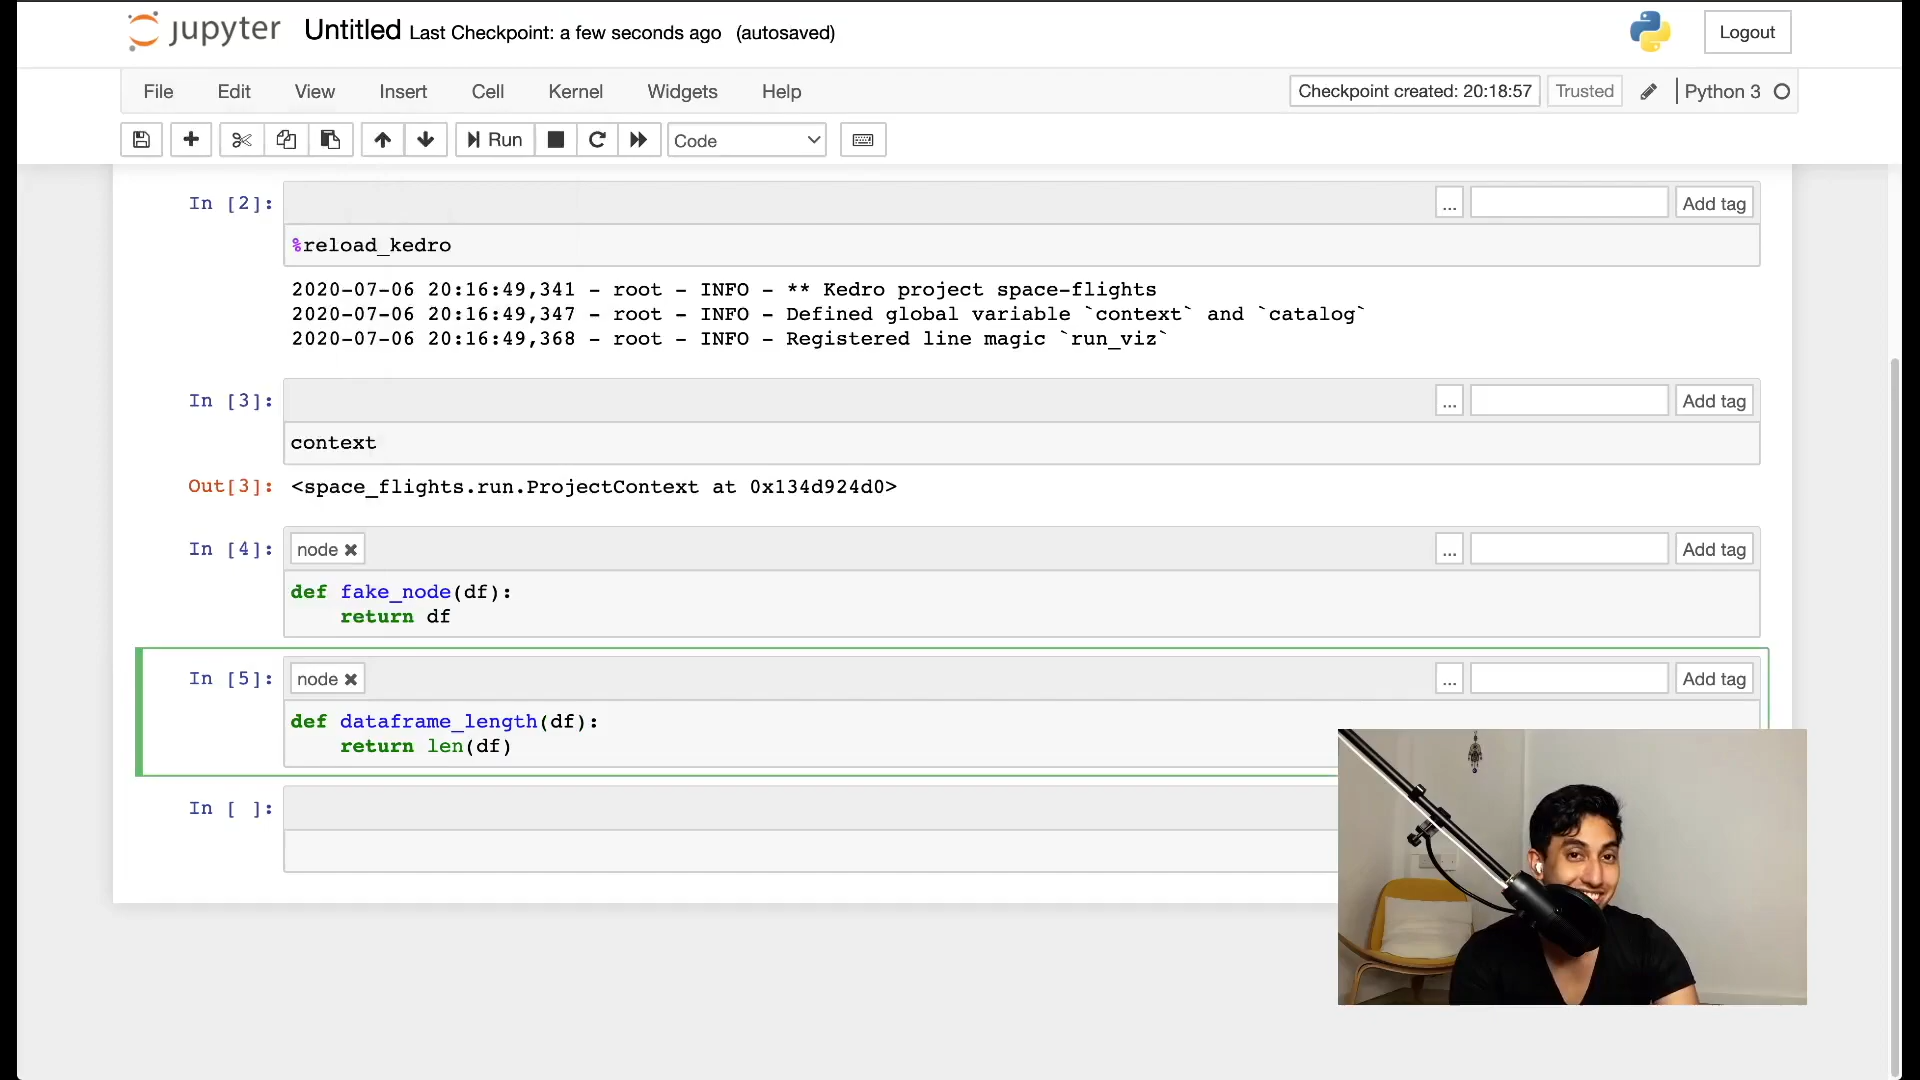 jupyter Untitled Last Checkpoint: a few seconds ago (autosaved) Logout
File Edit View Insert Cell Kernel Widgets Help Checkpoint created: 20:18:57 Trusted Python 3
Run Code
In [2]: ... Add tag
%reload_kedro
2020-07-06 20:16:49,341 - root - INFO - ** Kedro project space-flights
2020-07-06 20:16:49,347 - root - INFO - Defined global variable `context` and `catalog`
2020-07-06 20:16:49,368 - root - INFO - Registered line magic `run_viz`
In [3]: ... Add tag
context
Out[3]: <space_flights.run.ProjectContext at 0x134d924d0>
In [4]: node ... Add tag
def fake_node(df):
    return df
In [5]: node ... Add tag
def dataframe_length(df):
    return len(df)
In [ ]: